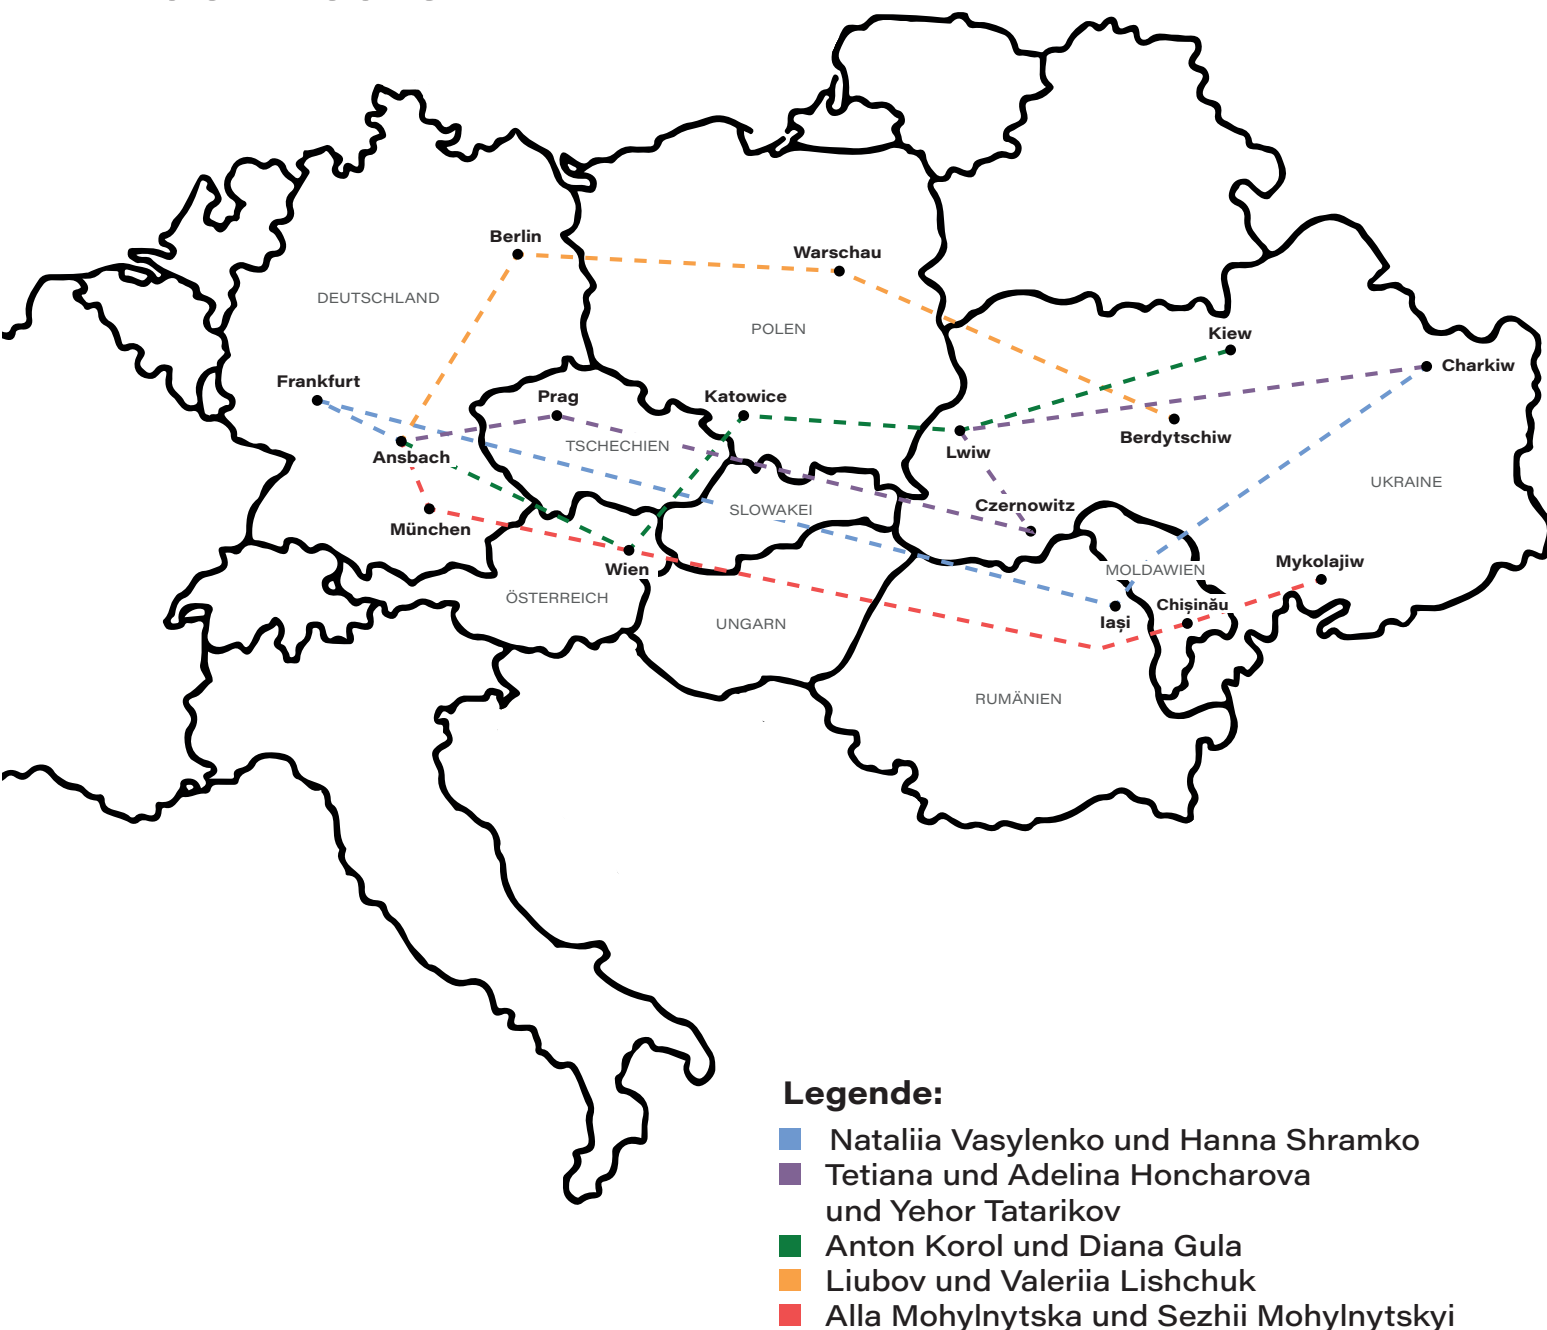 Berlin
Warschau
DEUTSCHLAND
POLEN
Kiew
Charkiw
Frankfurt
Prag
Katowice
Berdytschiw
TSCHECHIEN
Lwiw
Ansbach
UKRAINE
SLOWAKEI
Czernowitz
München
Wien
MOLDAWIEN
Mykolajiw
ÖSTERREICH
Chișinău
Iași
UNGARN
RUMÄNIEN
Legende:
Nataliia Vasylenko und Hanna Shramko
Tetiana und Adelina Honcharova
und Yehor Tatarikov
Anton Korol und Diana Gula
Liubov und Valeriia Lishchuk
Alla Mohylnytska und Sezhii Mohylnytskyi